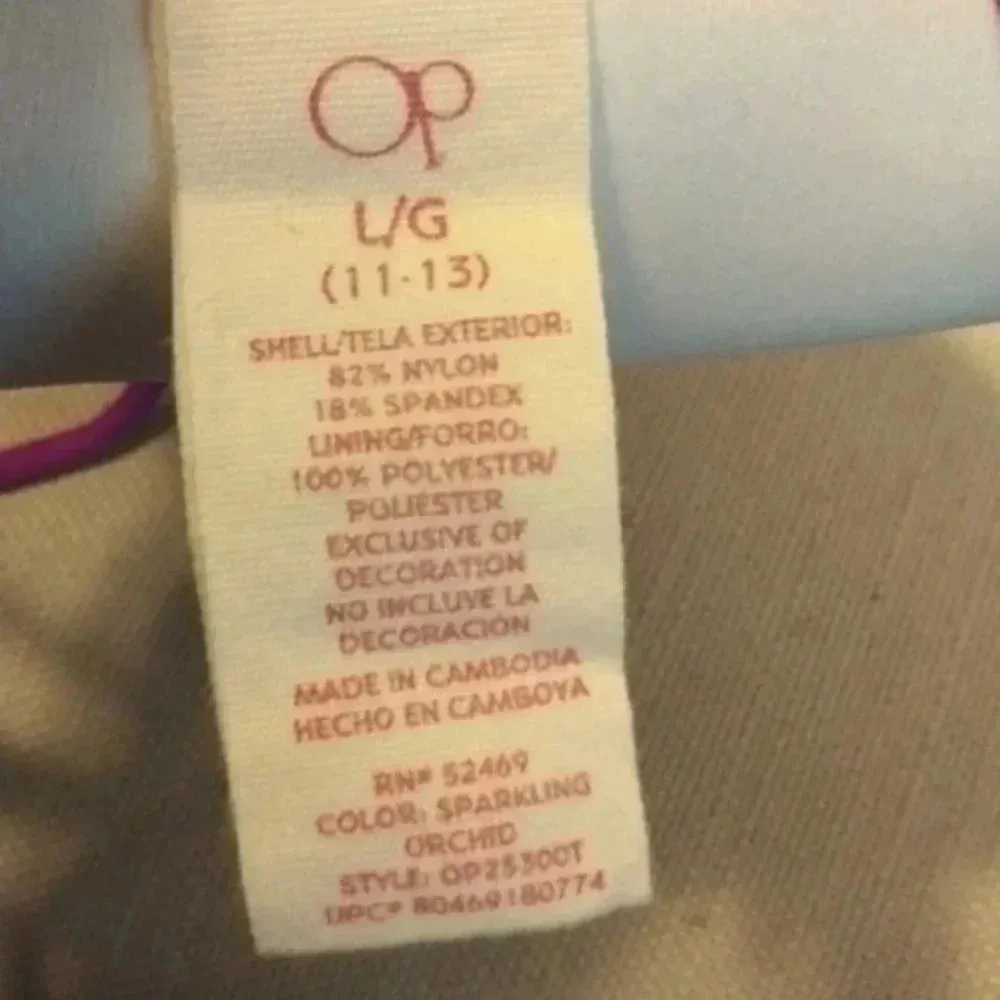 OP
L/G
(11-13)
SHELL/TELA EXTERIOR:
82% NYLON
18% SPANDEX
LINING/FORRO:
100% POLYESTER/
POLIÉSTER
EXCLUSIVE OF
DECORATION
NO INCLUYE LA
DECORACIÓN
MADE IN CAMBODIA
HECHO EN CAMBOYA
RN# 52469
COLOR: SPARKLING
ORCHID
STYLE: OP25300T
UPC# 80469180774